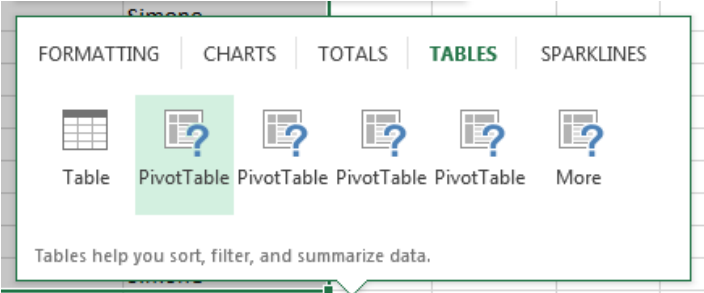 Simone
FORMATTING CHARTS TOTALS TABLES SPARKLINES
Table PivotTable PivotTable PivotTable PivotTable More
Tables help you sort, filter, and summarize data.
Simone